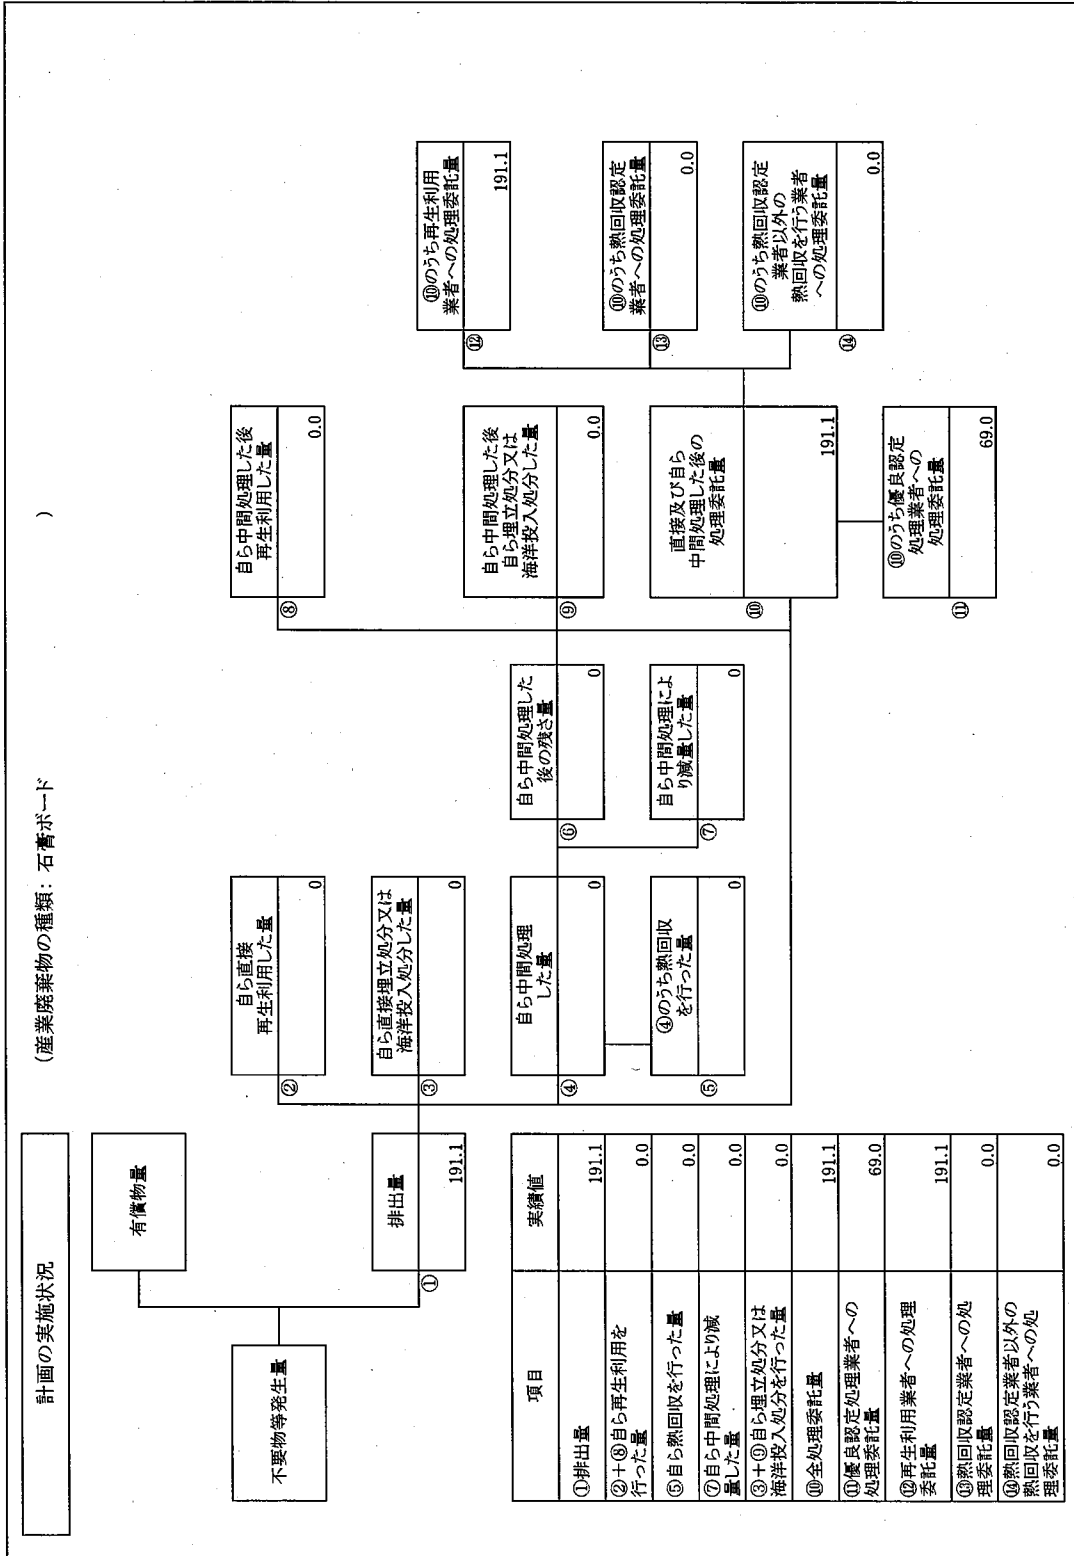 計画の実施状況
(産業廃棄物の種類：石膏ボード
)
不要物等発生量
有償物量
①
排出量
191.1
②
自ら直接
再生利用した量
0
③
自ら直接埋立処分又は
海洋投入処分した量
0
④
自ら中間処理
した量
0
⑤
④のうち熱回収
を行った量
0
⑥
自ら中間処理した
後の残さ量
0
⑦
自ら中間処理によ
り減量した量
0
⑧
自ら中間処理した後
再生利用した量
0.0
⑨
自ら中間処理した後
自ら埋立処分又は
海洋投入処分した量
0.0
⑩
直接及び自ら
中間処理した後の
処理委託量
191.1
⑪
⑩のうち優良認定
処理業者への
処理委託量
69.0
⑫
⑩のうち再生利用
業者への処理委託量
191.1
⑬
⑩のうち熱回収認定
業者への処理委託量
0.0
⑭
⑩のうち熱回収認定
業者以外の
熱回収を行う業者
への処理委託量
0.0
項目 実績値
①排出量 191.1
②+⑧自ら再生利用を
行った量 0.0
⑤自ら熱回収を行った量 0.0
⑦自ら中間処理により減
量した量 0.0
③+⑨自ら埋立処分又は
海洋投入処分を行った量 0.0
⑩全処理委託量 191.1
⑪優良認定処理業者への
処理委託量 69.0
⑫再生利用業者への処理
委託量 191.1
⑬熱回収認定業者への処
理委託量 0.0
⑭熱回収認定業者以外の
熱回収を行う業者への処
理委託量 0.0